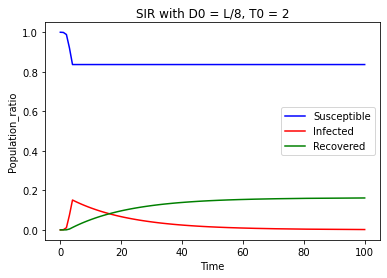 SIR with D0 = L/8, T0 = 2
Population_ratio
1.0
0.8
0.6
0.4
0.2
0.0
Susceptible
Infected
Recovered
0 20 40 60 80 100
Time